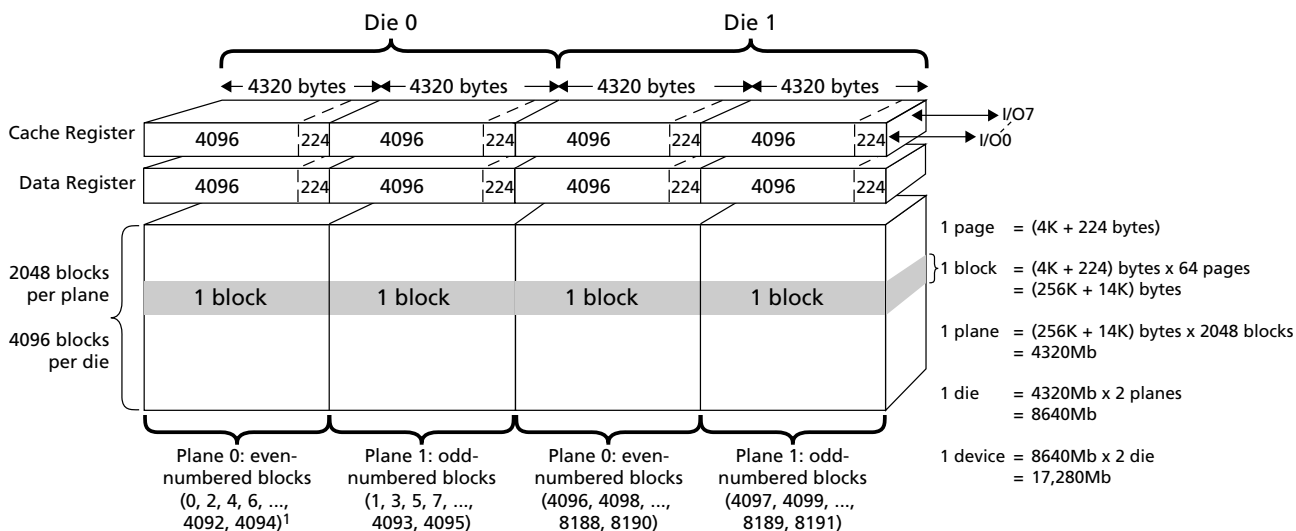 Die 0 Die 1
4320 bytes 4320 bytes 4320 bytes 4320 bytes
I/O7
Cache Register 4096 224 4096 224 4096 224 4096 224
I/O0
Data Register 4096 224 4096 224 4096 224 4096 224
1 page = (4K + 224 bytes)
2048 blocks
per plane
1 block = (4K + 224) bytes x 64 pages
= (256K + 14K) bytes
1 block 1 block 1 block 1 block
4096 blocks
per die
1 plane = (256K + 14K) bytes x 2048 blocks
= 4320Mb
1 die = 4320Mb x 2 planes
= 8640Mb
1 device = 8640Mb x 2 die
= 17,280Mb
Plane 0: even-
numbered blocks
(0, 2, 4, 6, ...,
4092, 4094)1
Plane 1: odd-
numbered blocks
(1, 3, 5, 7, ...,
4093, 4095)
Plane 0: even-
numbered blocks
(4096, 4098, ...,
8188, 8190)
Plane 1: odd-
numbered blocks
(4097, 4099, ...,
8189, 8191)